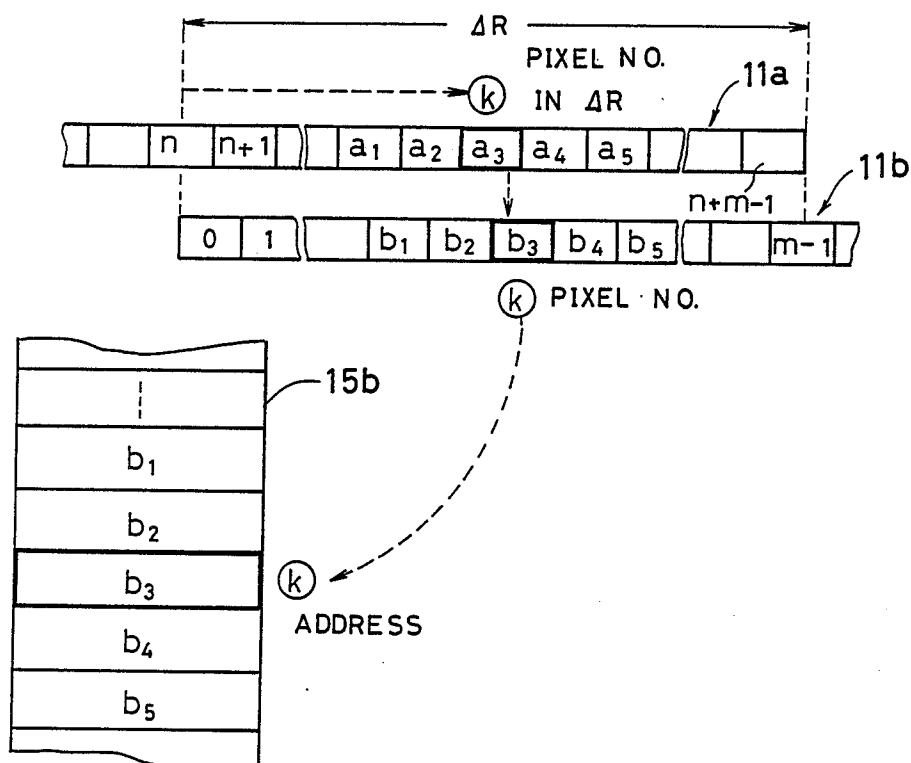 ΔR
PIXEL NO.
k IN ΔR
11a
n n+1 a₁ a₂ a₃ a₄ a₅
n+m-1
11b
0 1 b₁ b₂ b₃ b₄ b₅ m-1
k PIXEL NO.
15b
b₁
b₂
b₃
k
ADDRESS
b₄
b₅